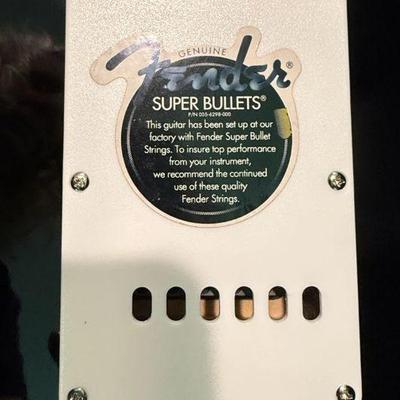 GENUINE
Fender®
SUPER BULLETS®
P/N 005-6298-000
This guitar has been set up at our
factory with Fender Super Bullet
Strings. To insure top performance
from your instrument,
we recommend the continued
use of these quality
Fender Strings.